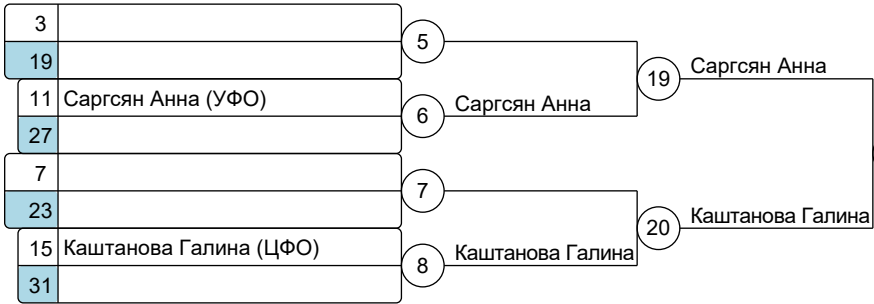 3
19
5
11 Саргсян Анна (УФО)
27
6 Саргсян Анна
19 Саргсян Анна
7
23
7
15 Каштанова Галина (ЦФО)
31
8 Каштанова Галина
20 Каштанова Галина